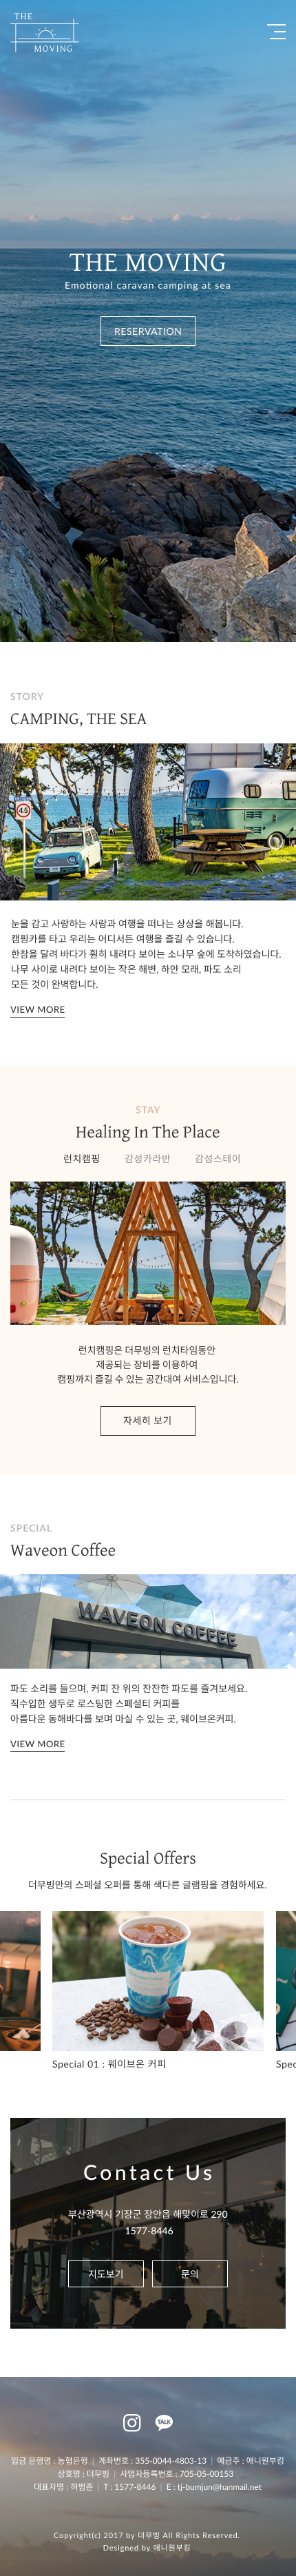 THE
MOVING
THE MOVING
Emotional caravan camping at sea
RESERVATION
STORY
CAMPING, THE SEA
4.5
눈을 감고 사랑하는 사람과 여행을 떠나는 상상을 해봅니다.
캠핑카를 타고 우리는 어디서든 여행을 즐길 수 있습니다.
한참을 달려 바다가 훤히 내려다 보이는 소나무 숲에 도착하였습니다.
나무 사이로 내려다 보이는 작은 해변, 하얀 모래, 파도 소리
모든 것이 완벽합니다.
VIEW MORE
STAY
Healing In The Place
런치캠핑 감성카라반 감성스테이
런치캠핑은 더무빙의 런치타임동안
제공되는 장비를 이용하여
캠핑까지 즐길 수 있는 공간대여 서비스입니다.
자세히 보기
SPECIAL
Waveon Coffee
WAVEON COFFEE
파도 소리를 들으며, 커피 잔 위의 잔잔한 파도를 즐겨보세요.
직수입한 생두로 로스팅한 스페셜티 커피를
아름다운 동해바다를 보며 마실 수 있는 곳, 웨이브온커피.
VIEW MORE
Special Offers
더무빙만의 스페셜 오퍼를 통해 색다른 글램핑을 경험하세요.
Special 01 : 웨이브온 커피
Spec
Contact Us
부산광역시 기장군 장안읍 해맞이로 290
1577-8446
지도보기 문의
TALK
입금 은행명 : 농협은행 | 계좌번호 : 355-0044-4803-13 | 예금주 : 애니원부킹
상호명 : 더무빙 | 사업자등록번호 : 705-05-00153
대표자명 : 허범준 | T : 1577-8446 | E : tj-bumjun@hanmail.net
Copyright(c) 2017 by 더무빙 All Rights Reserved.
Designed by 애니원부킹